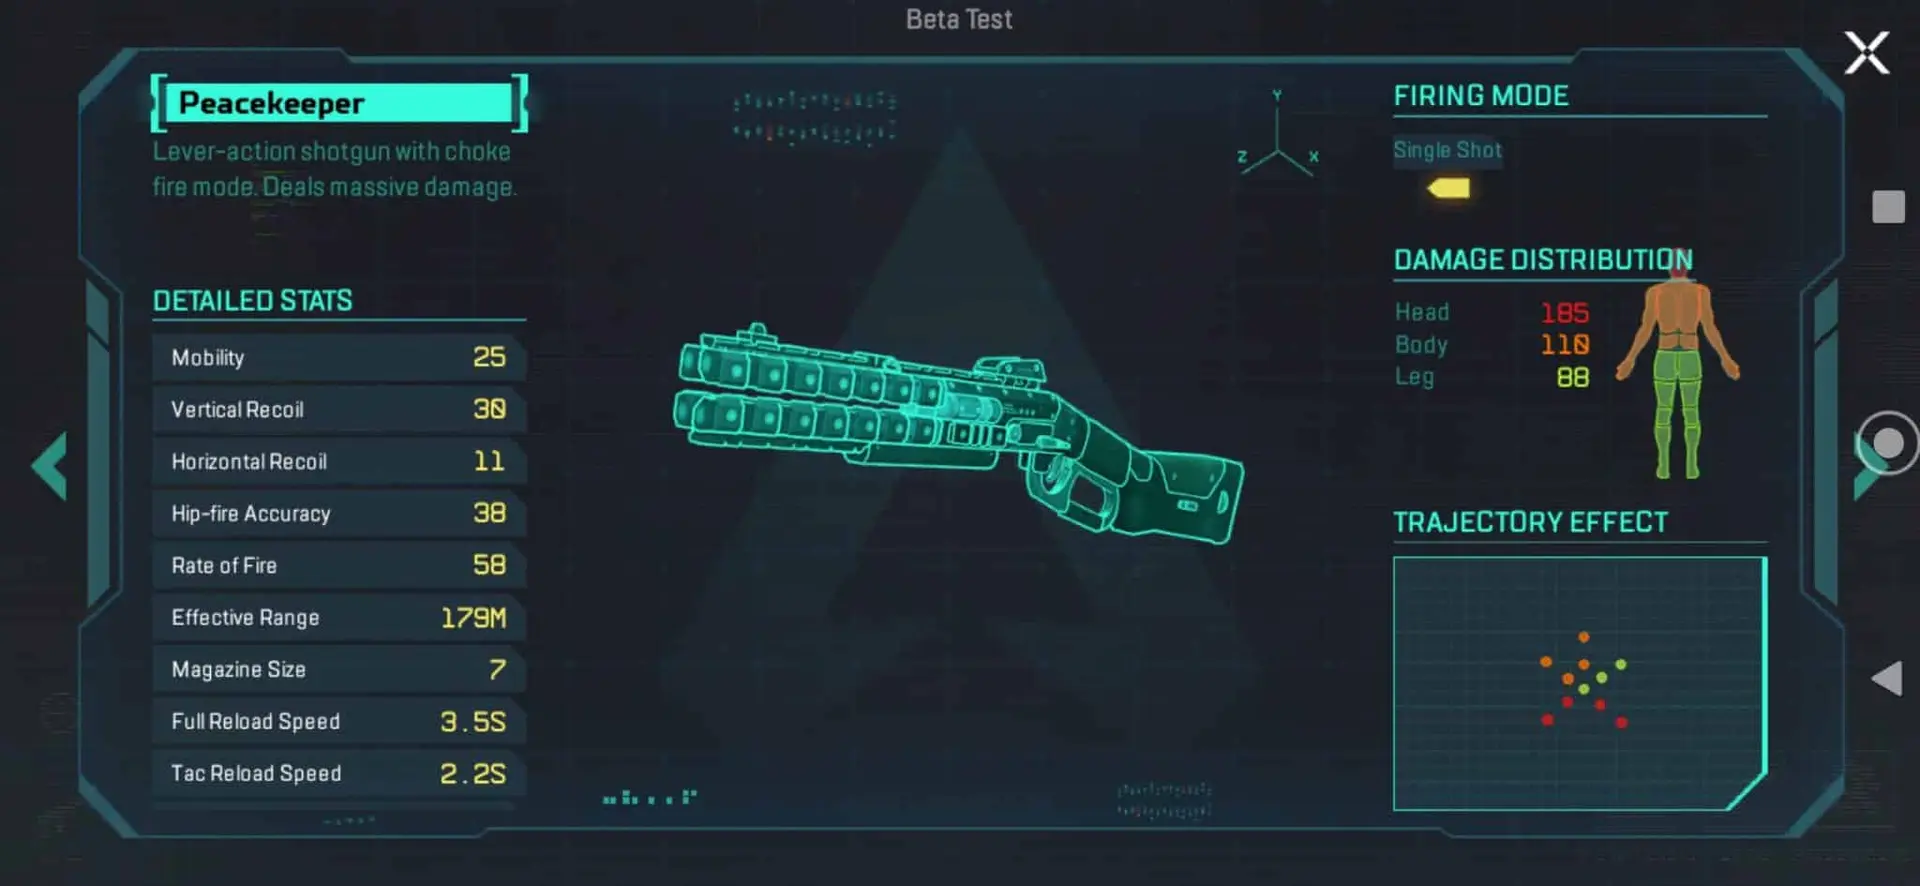 Beta Test
Peacekeeper
Lever-action shotgun with choke
fire mode. Deals massive damage.
DETAILED STATS
Mobility 25
Vertical Recoil 30
Horizontal Recoil 11
Hip-fire Accuracy 38
Rate of Fire 58
Effective Range 179M
Magazine Size 7
Full Reload Speed 3.5S
Tac Reload Speed 2.2S
Y
Z
X
FIRING MODE
Single Shot
DAMAGE DISTRIBUTION
Head 185
Body 110
Leg 88
TRAJECTORY EFFECT